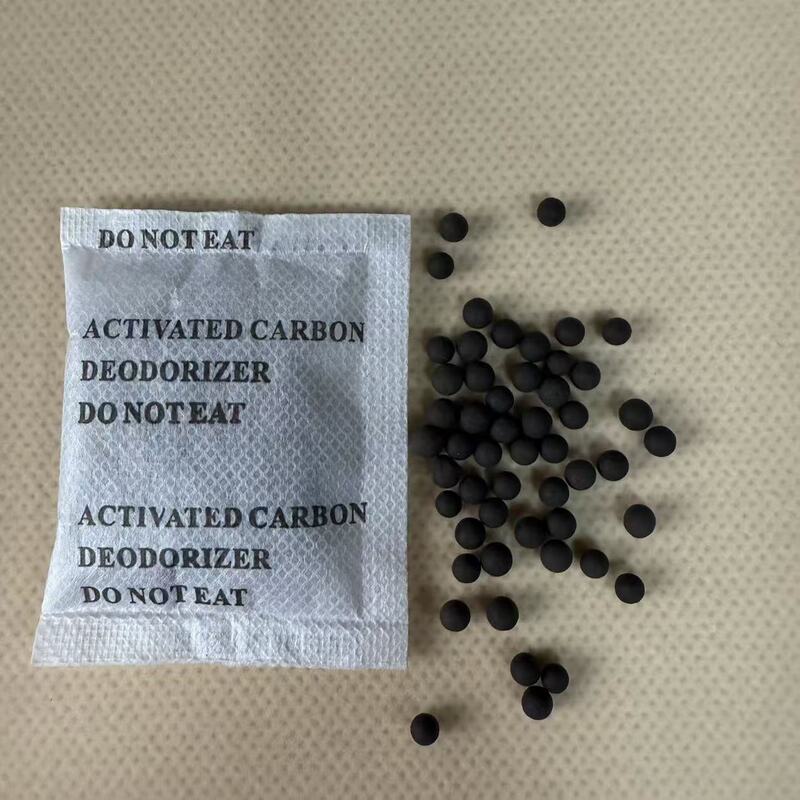 DO NOT EAT
ACTIVATED CARBON
DEODORIZER
DO NOT EAT
ACTIVATED CARBON
DEODORIZER
DO NOT EAT